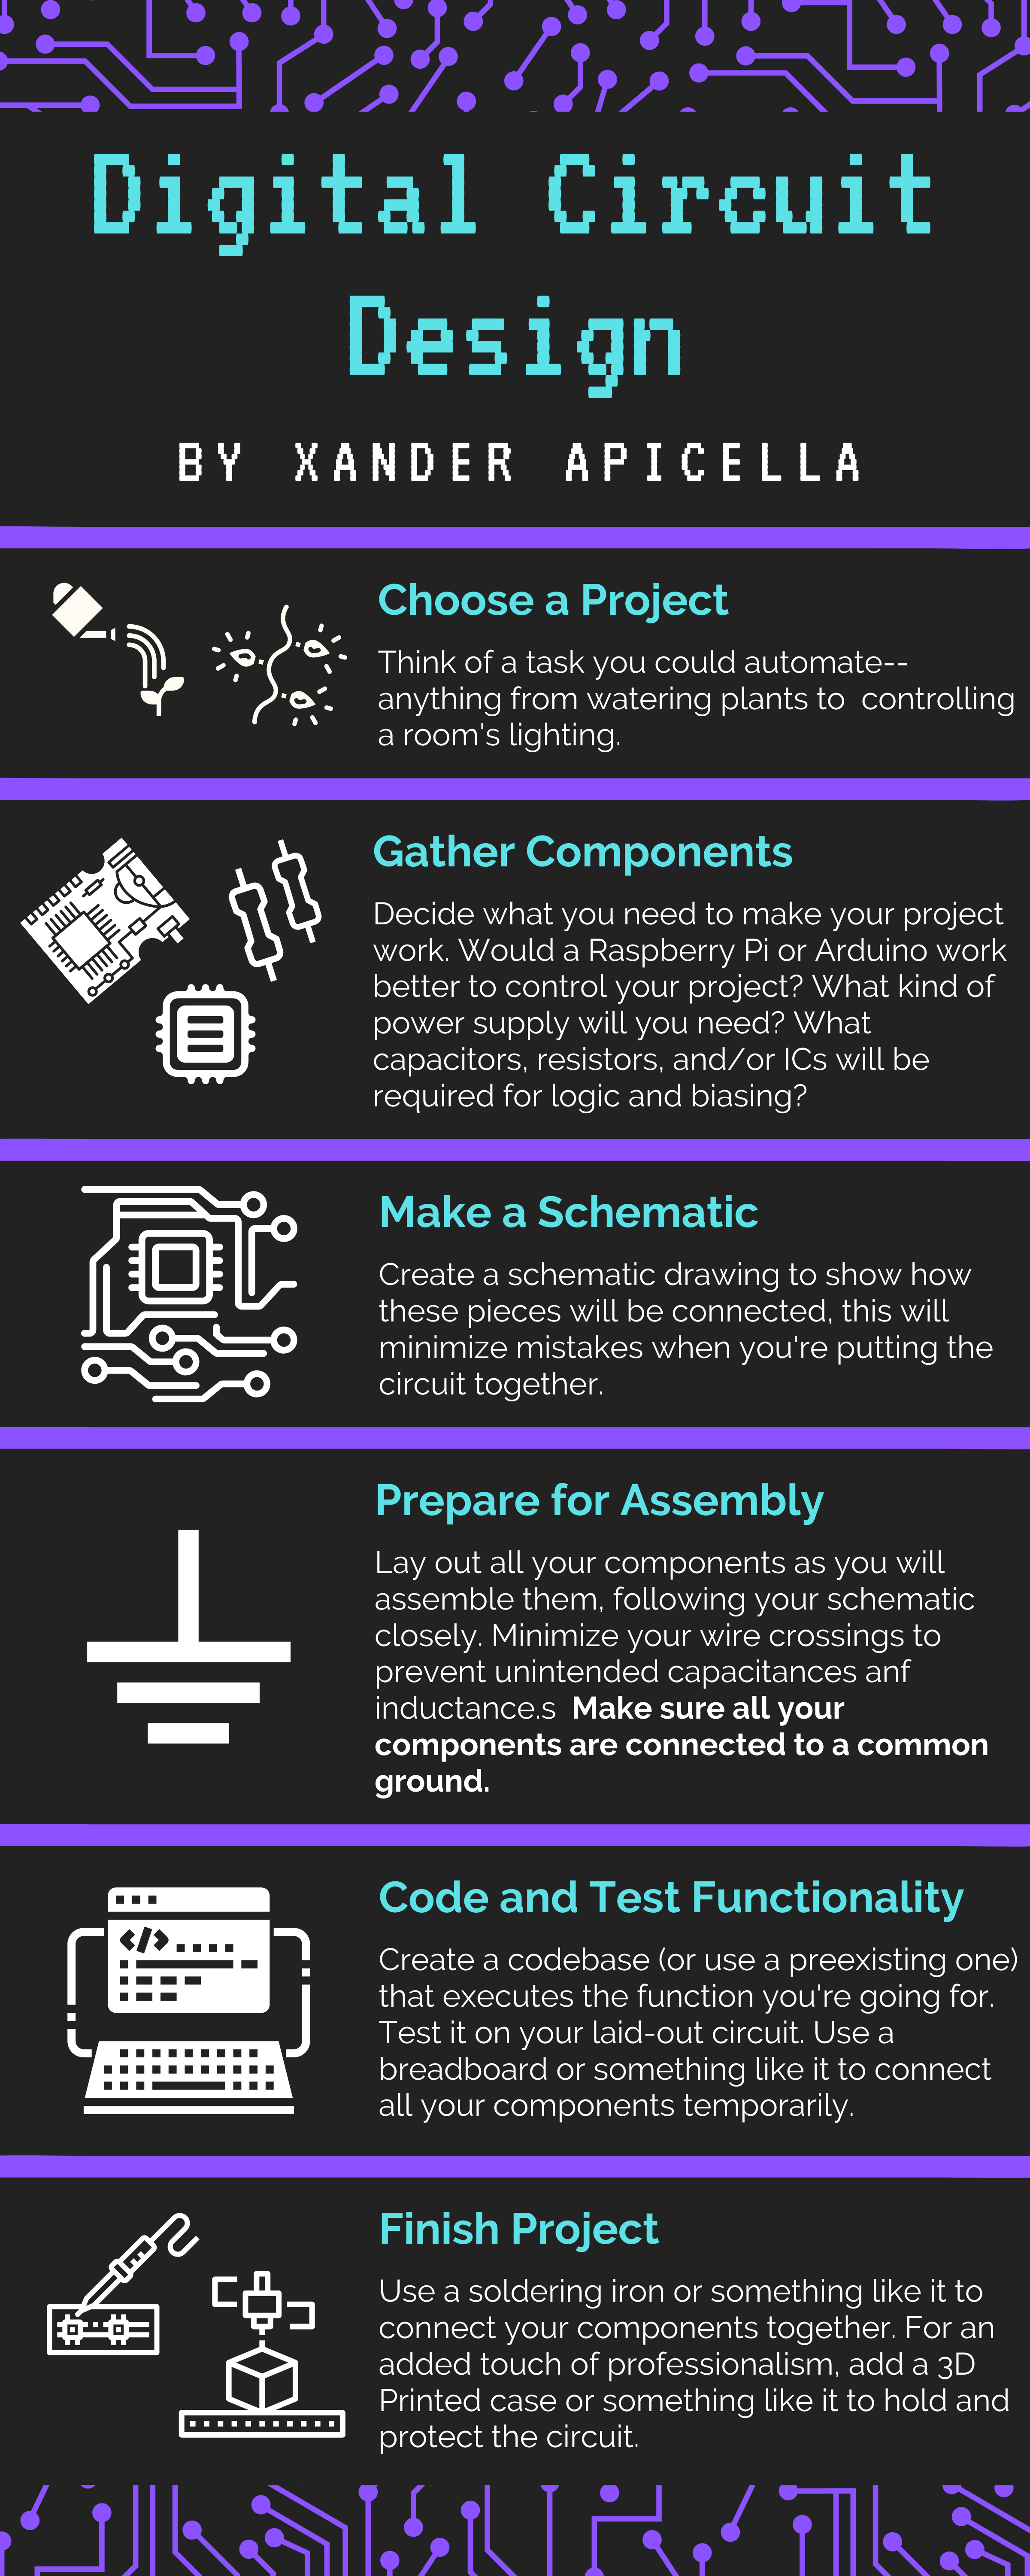 Digital Circuit
Design
BY XANDER APICELLA
Choose a Project
Think of a task you could automate--
anything from watering plants to  controlling
a room's lighting.
Gather Components
Decide what you need to make your project
work. Would a Raspberry Pi or Arduino work
better to control your project? What kind of
power supply will you need? What
capacitors, resistors, and/or ICs will be
required for logic and biasing?
Make a Schematic
Create a schematic drawing to show how
these pieces will be connected, this will
minimize mistakes when you're putting the
circuit together.
Prepare for Assembly
Lay out all your components as you will
assemble them, following your schematic
closely. Minimize your wire crossings to
prevent unintended capacitances anf
inductance.s  Make sure all your
components are connected to a common
ground.
</>
Code and Test Functionality
Create a codebase (or use a preexisting one)
that executes the function you're going for.
Test it on your laid-out circuit. Use a
breadboard or something like it to connect
all your components temporarily.
Finish Project
Use a soldering iron or something like it to
connect your components together. For an
added touch of professionalism, add a 3D
Printed case or something like it to hold and
protect the circuit.